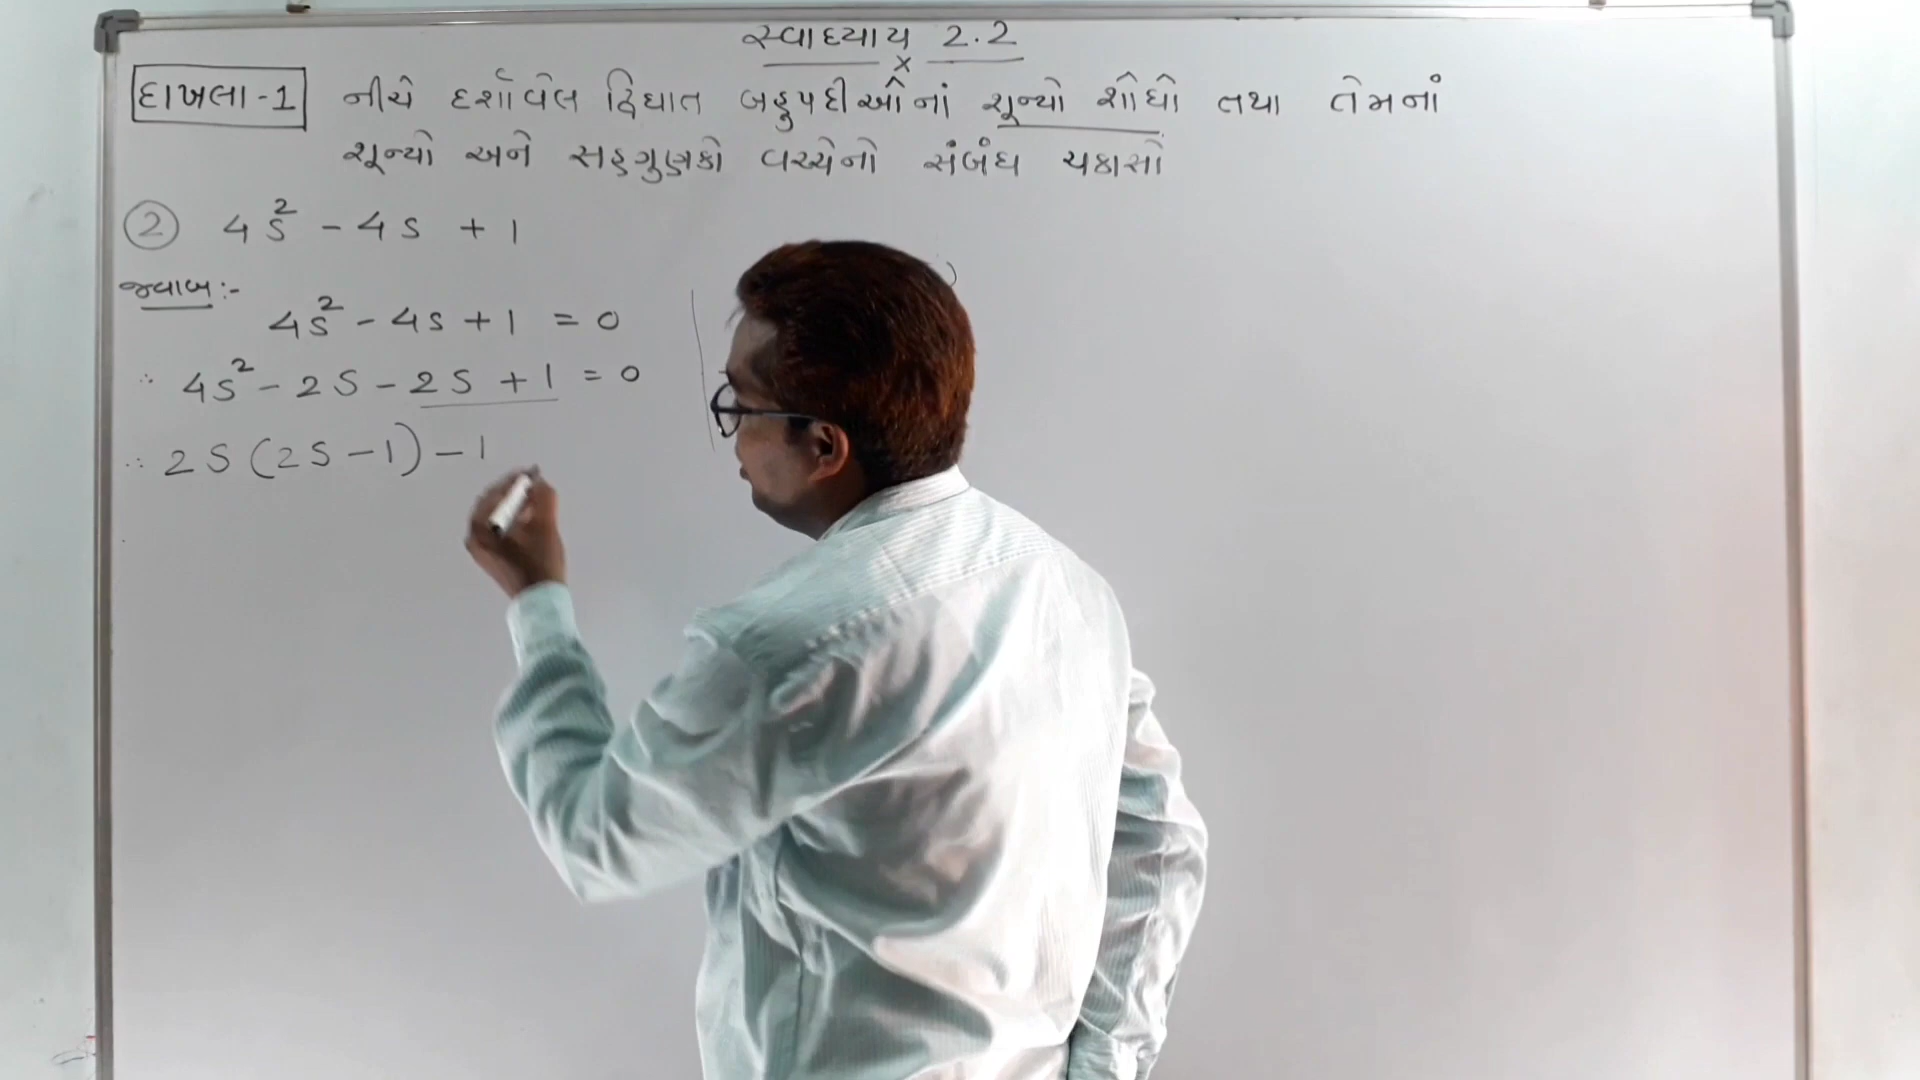 સ્વાધ્યાય 2.2
×
દાખલા-1 નીચે દર્શાવેલ દ્વિઘાત બહુપદીઓનાં શૂન્યો શોધો તથા તેમનાં
શૂન્યો અને સહગુણકો વચ્ચેનો સંબંધ ચકાસો
2 4s² - 4s + 1
જવાબ:-
4s² - 4s + 1 = 0
∴ 4s² - 2s - 2s + 1 = 0
∴ 2s(2s - 1) - 1